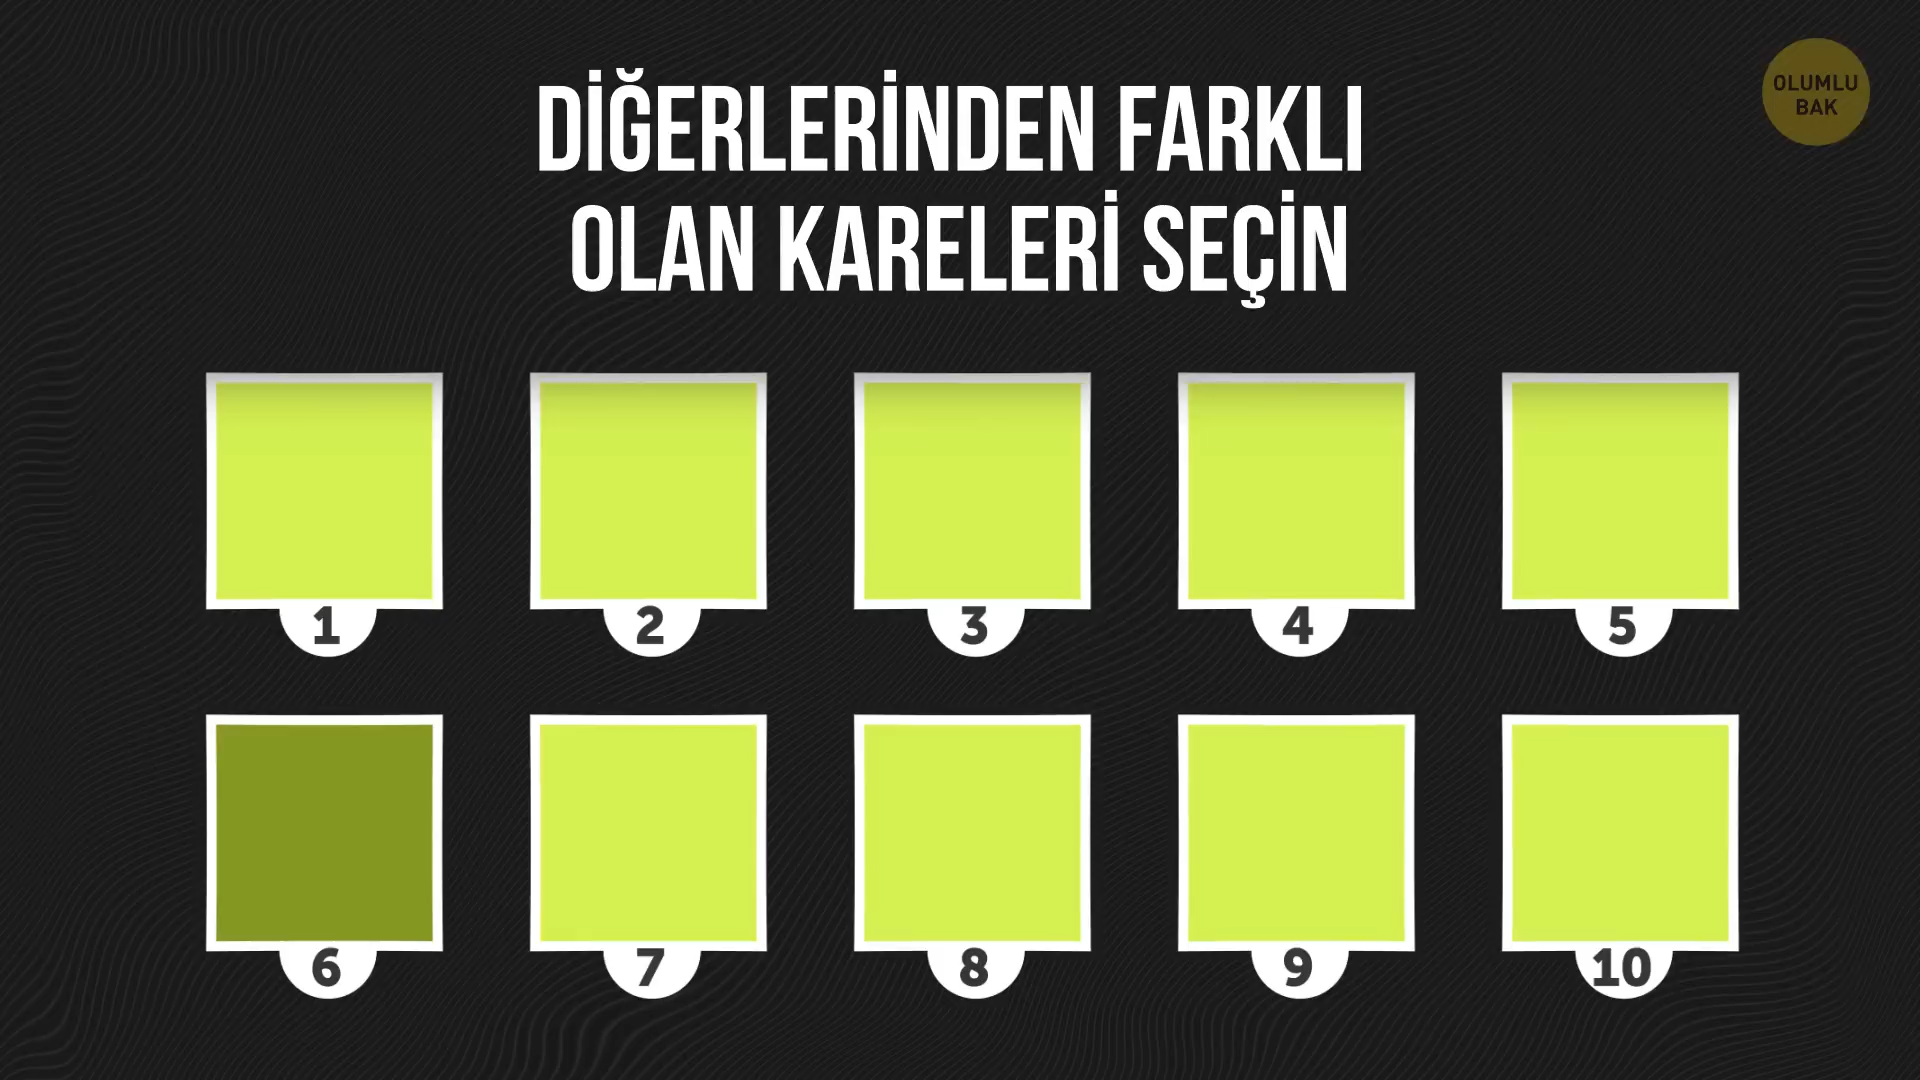 DİĞERLERİNDEN FARKLI
OLAN KARELERİ SEÇİN
OLUMLU
BAK
1
2
3
4
5
6
7
8
9
10